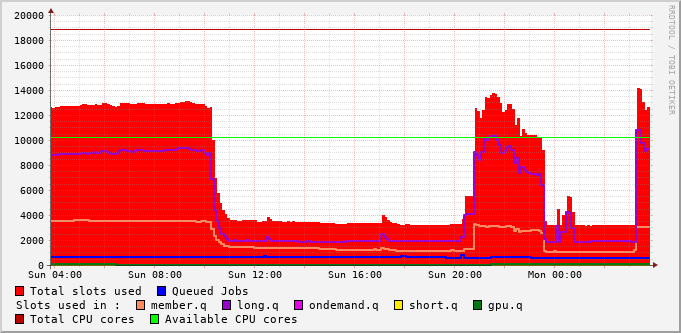 20000
18000
16000
14000
12000
10000
8000
6000
4000
2000
0
Sun 04:00 Sun 08:00 Sun 12:00 Sun 16:00 Sun 20:00 Mon 00:00
Total slots used Queued Jobs
Slots used in : member.q long.q ondemand.q short.q gpu.q
Total CPU cores Available CPU cores
RRDTOOL / TOBI OETIKER